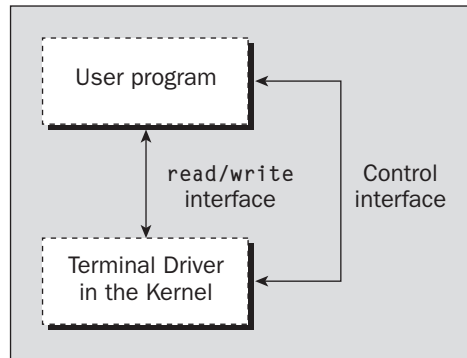 User program
read/write
interface
Control
interface
Terminal Driver
in the Kernel